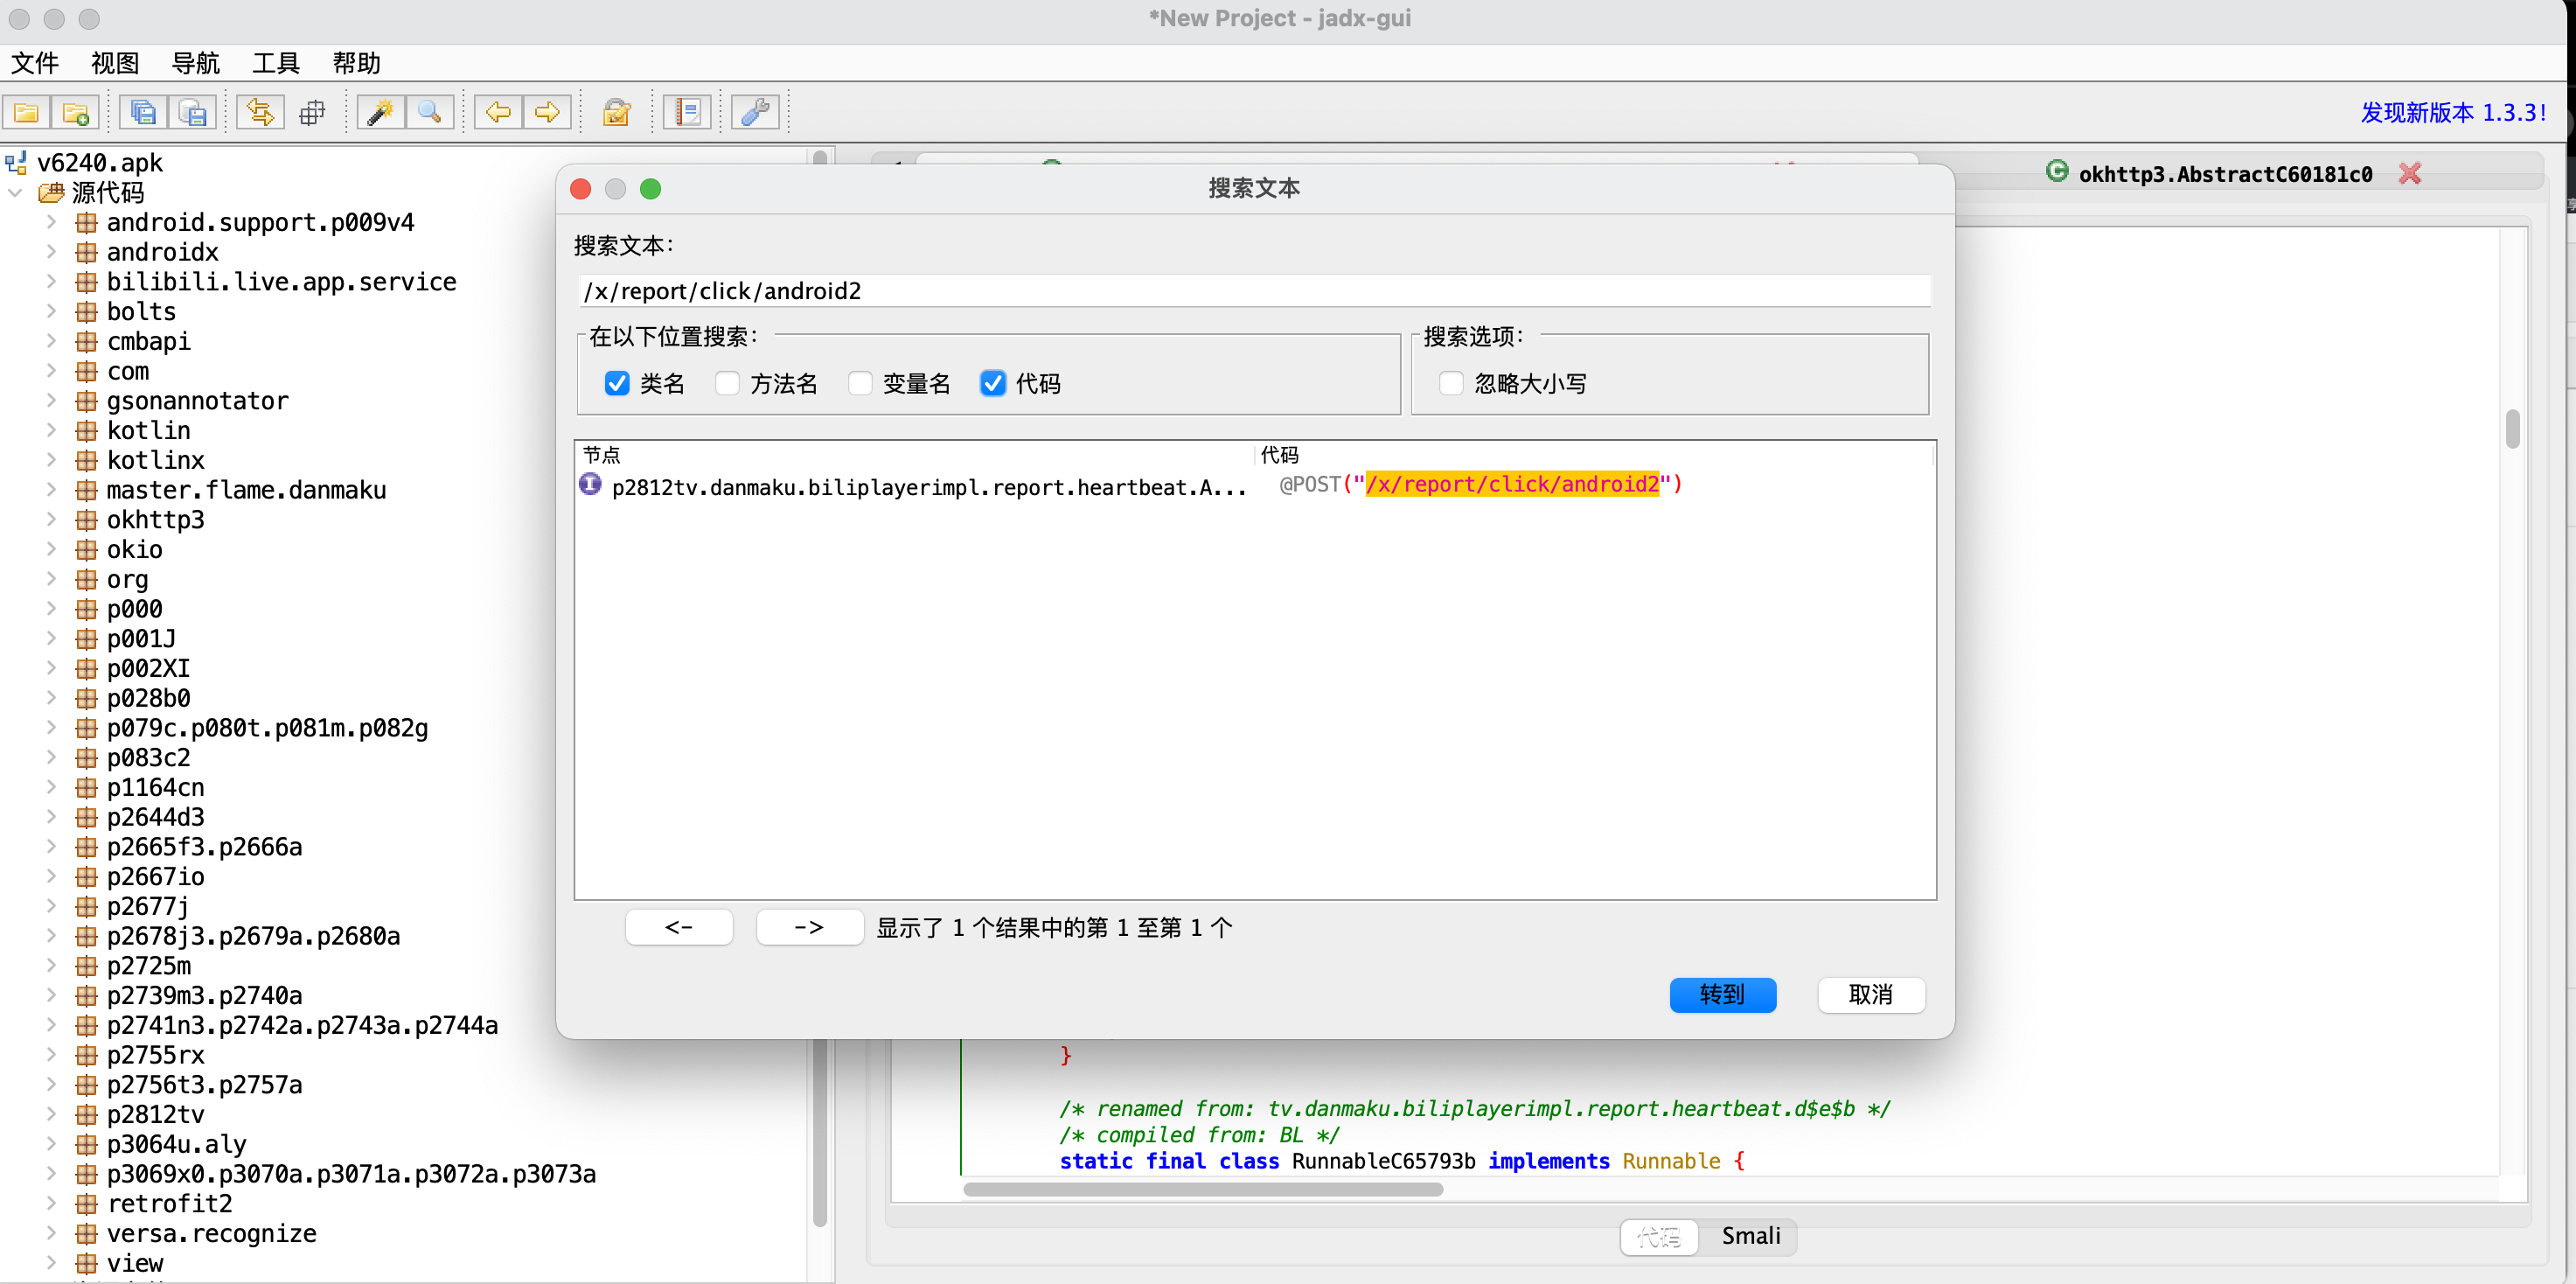 *New Project - jadx-gui
文件 视图 导航 工具 帮助
发现新版本 1.3.3!
v6240.apk
源代码
android.support.p009v4
androidx
bilibili.live.app.service
bolts
cmbapi
com
gsonannotator
kotlin
kotlinx
master.flame.danmaku
okhttp3
okio
org
p000
p001J
p002XI
p028b0
p079c.p080t.p081m.p082g
p083c2
p1164cn
p2644d3
p2665f3.p2666a
p2667io
p2677j
p2678j3.p2679a.p2680a
p2725m
p2739m3.p2740a
p2741n3.p2742a.p2743a.p2744a
p2755rx
p2756t3.p2757a
p2812tv
p3064u.aly
p3069x0.p3070a.p3071a.p3072a.p3073a
retrofit2
versa.recognize
view
okhttp3.AbstractC60181c0
搜索文本
搜索文本:
/x/report/click/android2
在以下位置搜索:
类名 方法名 变量名 代码
搜索选项:
忽略大小写
节点 代码
p2812tv.danmaku.biliplayerimpl.report.heartbeat.A... @POST("/x/report/click/android2")
<- -> 显示了 1 个结果中的第 1 至第 1 个
转到 取消
}
/* renamed from: tv.danmaku.biliplayerimpl.report.heartbeat.d$e$b */
/* compiled from: BL */
static final class RunnableC65793b implements Runnable {
代码 Smali